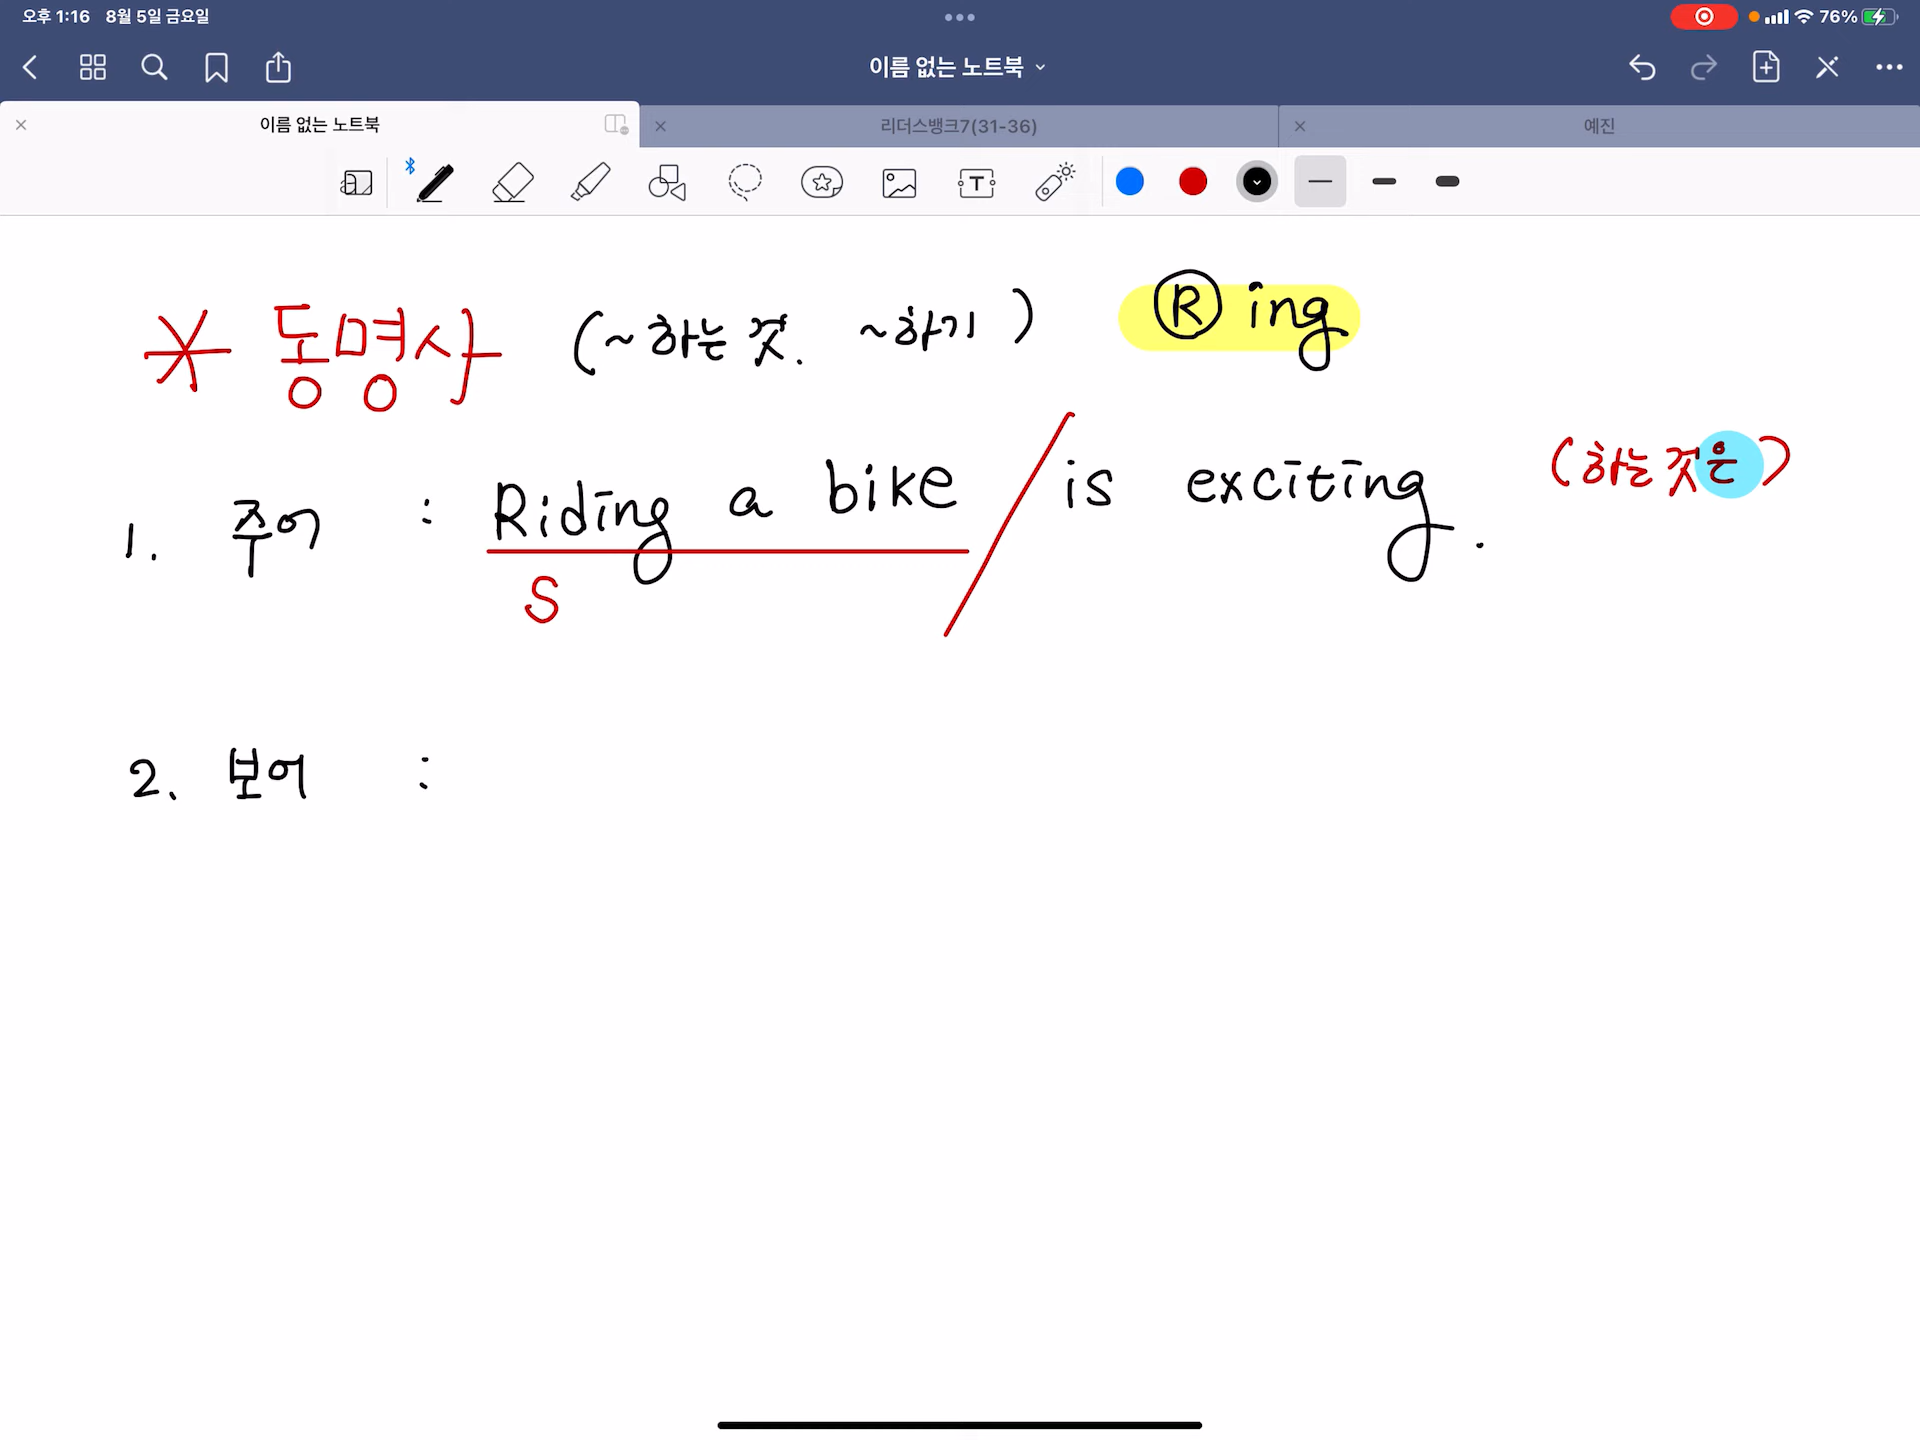 오후 1:16 8월 5일 금요일 76%
이름 없는 노트북
이름 없는 노트북 리더스뱅크7(31-36) 예진
* 동명사 (~하는 것. ~하기) Ⓡ ing
1. 주어 : Riding a bike / is exciting. (하는 것은)
S
2. 보어 :